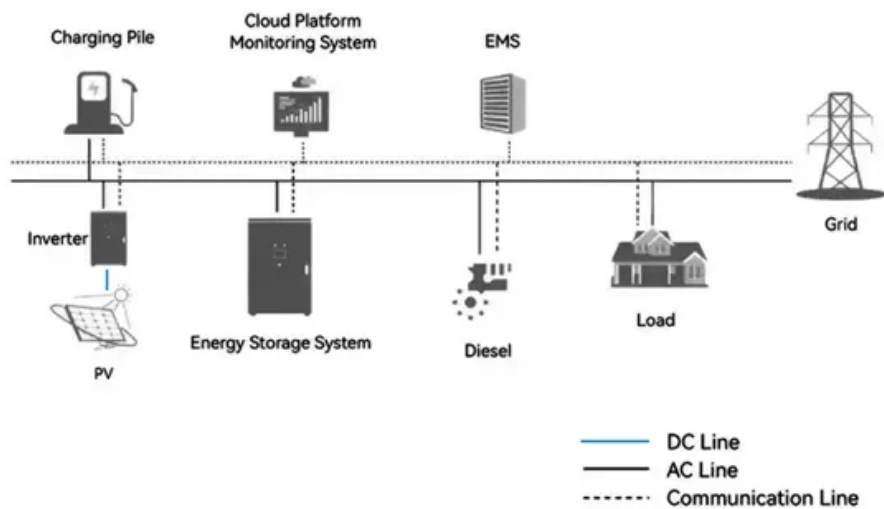 Charging Pile
Cloud Platform
Monitoring System
EMS
Grid
Inverter
PV
Energy Storage System
Diesel
Load
DC Line
AC Line
Communication Line